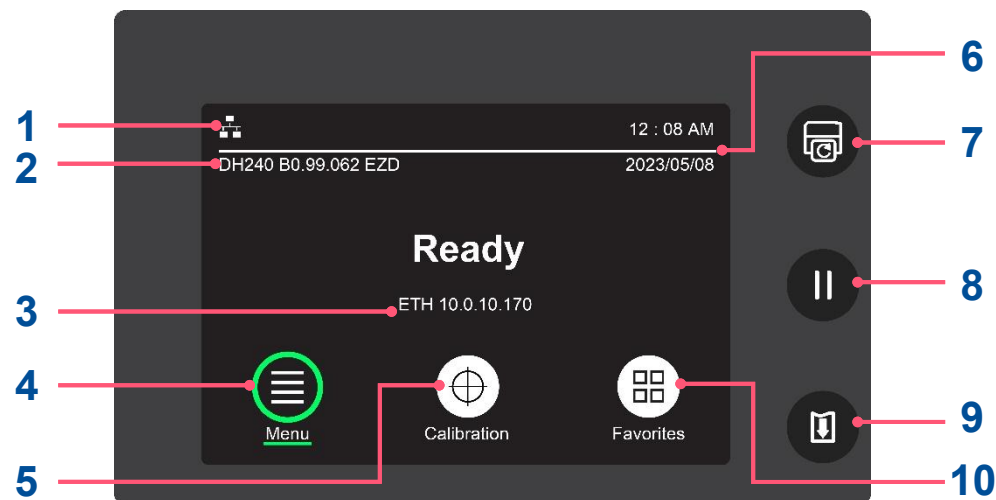 6
1
12 : 08 AM
7
2
DH240 B0.99.062 EZD
2023/05/08
Ready
8
3
ETH 10.0.10.170
4
Menu
Calibration
Favorites
9
5
10